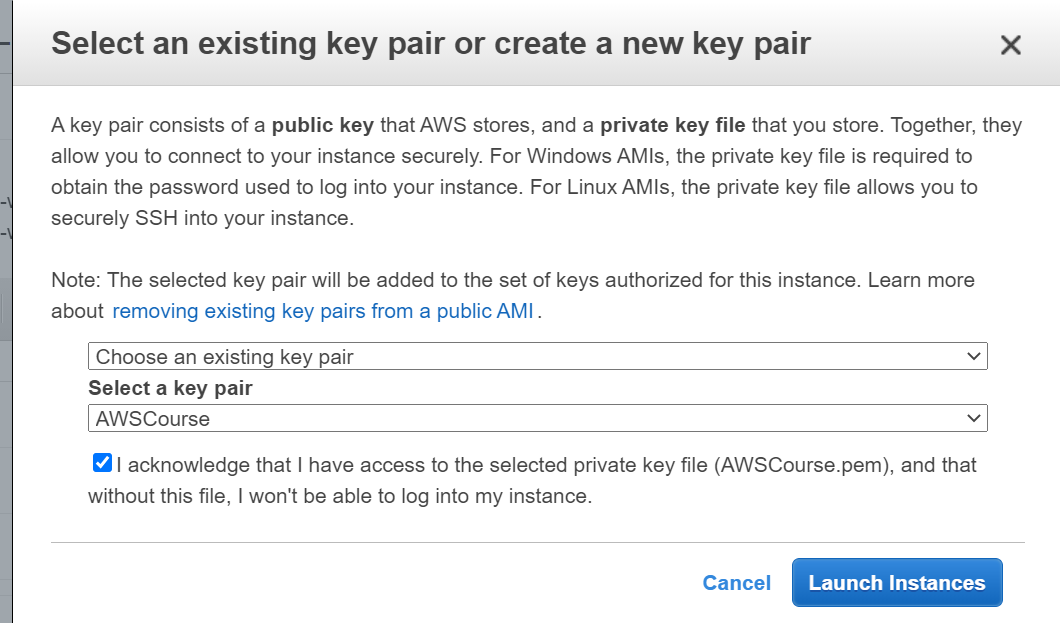 Select an existing key pair or create a new key pair
A key pair consists of a public key that AWS stores, and a private key file that you store. Together, they
allow you to connect to your instance securely. For Windows AMIs, the private key file is required to
obtain the password used to log into your instance. For Linux AMIs, the private key file allows you to
securely SSH into your instance.
Note: The selected key pair will be added to the set of keys authorized for this instance. Learn more
about removing existing key pairs from a public AMI.
Choose an existing key pair
Select a key pair
AWSCourse
I acknowledge that I have access to the selected private key file (AWSCourse.pem), and that
without this file, I won't be able to log into my instance.
Cancel
Launch Instances